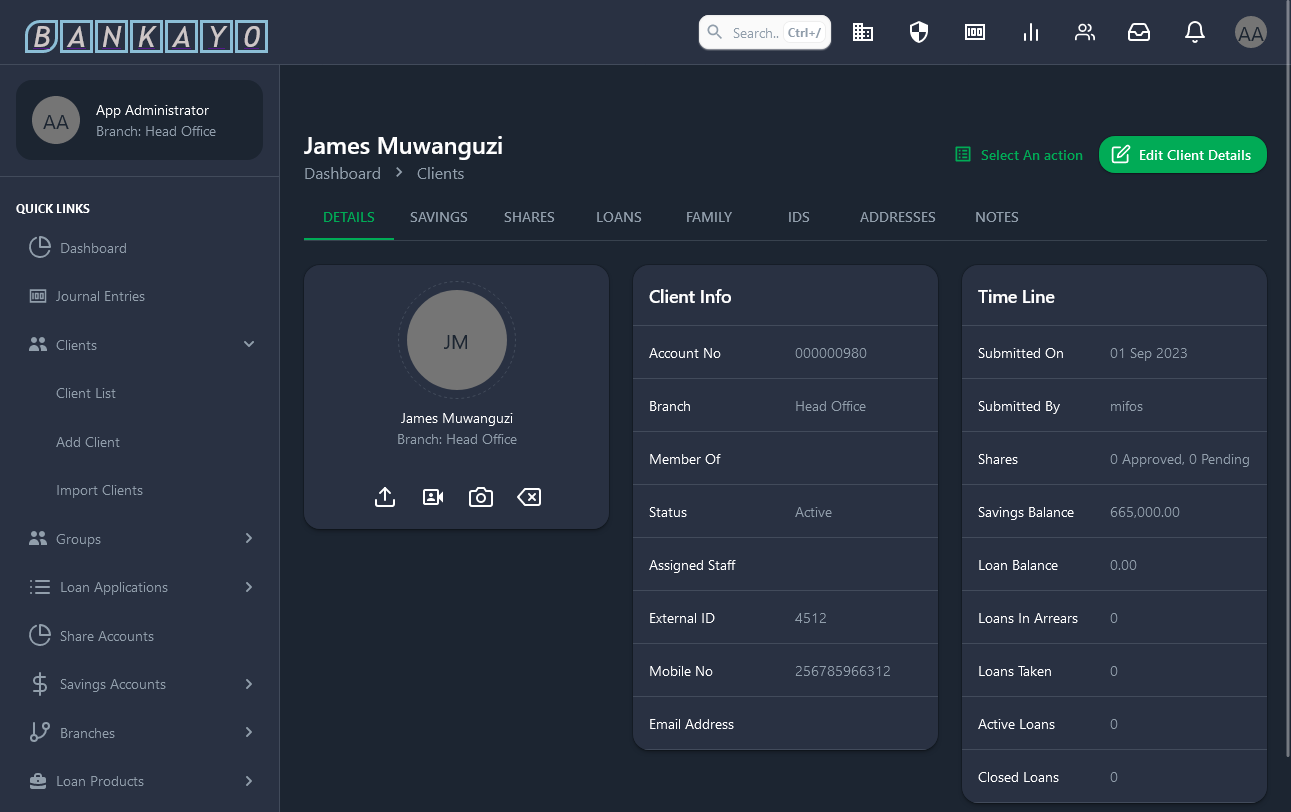 BANKAYO
Search.. Ctrl+/
AA
AA
App Administrator
Branch: Head Office
QUICK LINKS
Dashboard
Journal Entries
Clients
Client List
Add Client
Import Clients
Groups
Loan Applications
Share Accounts
Savings Accounts
Branches
Loan Products
James Muwanguzi
Dashboard > Clients
Select An action
Edit Client Details
DETAILS SAVINGS SHARES LOANS FAMILY IDS ADDRESSES NOTES
JM
James Muwanguzi
Branch: Head Office
Client Info
Account No 000000980
Branch Head Office
Member Of
Status Active
Assigned Staff
External ID 4512
Mobile No 256785966312
Email Address
Time Line
Submitted On 01 Sep 2023
Submitted By mifos
Shares 0 Approved, 0 Pending
Savings Balance 665,000.00
Loan Balance 0.00
Loans In Arrears 0
Loans Taken 0
Active Loans 0
Closed Loans 0